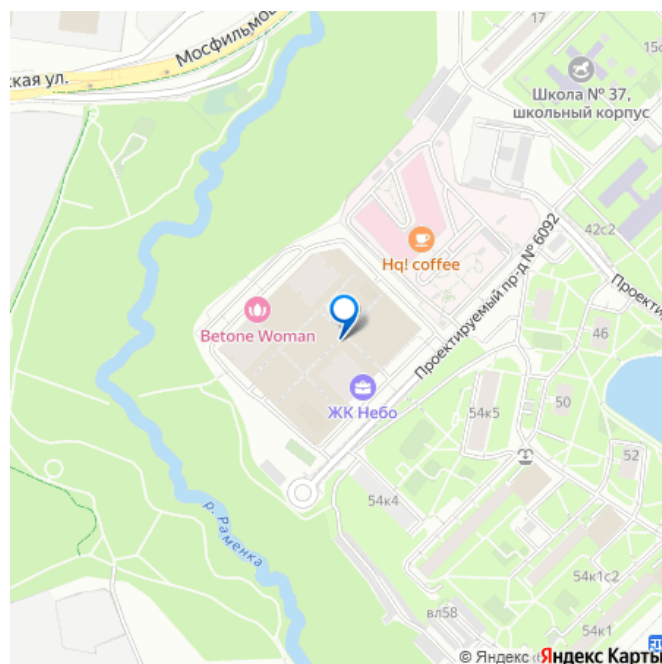 17
Мосфильмов
ская ул.
15с
Школа № 37,
школьный корпус
42с2
Hq! coffee
Проектируемый пр-д № 6092
Проектир
Betone Woman
46
ЖК Небо
50
54к5
52
54к4
р. Раменка
54к1с2
вл58
54к1
© Яндекс
Яндекс Карты